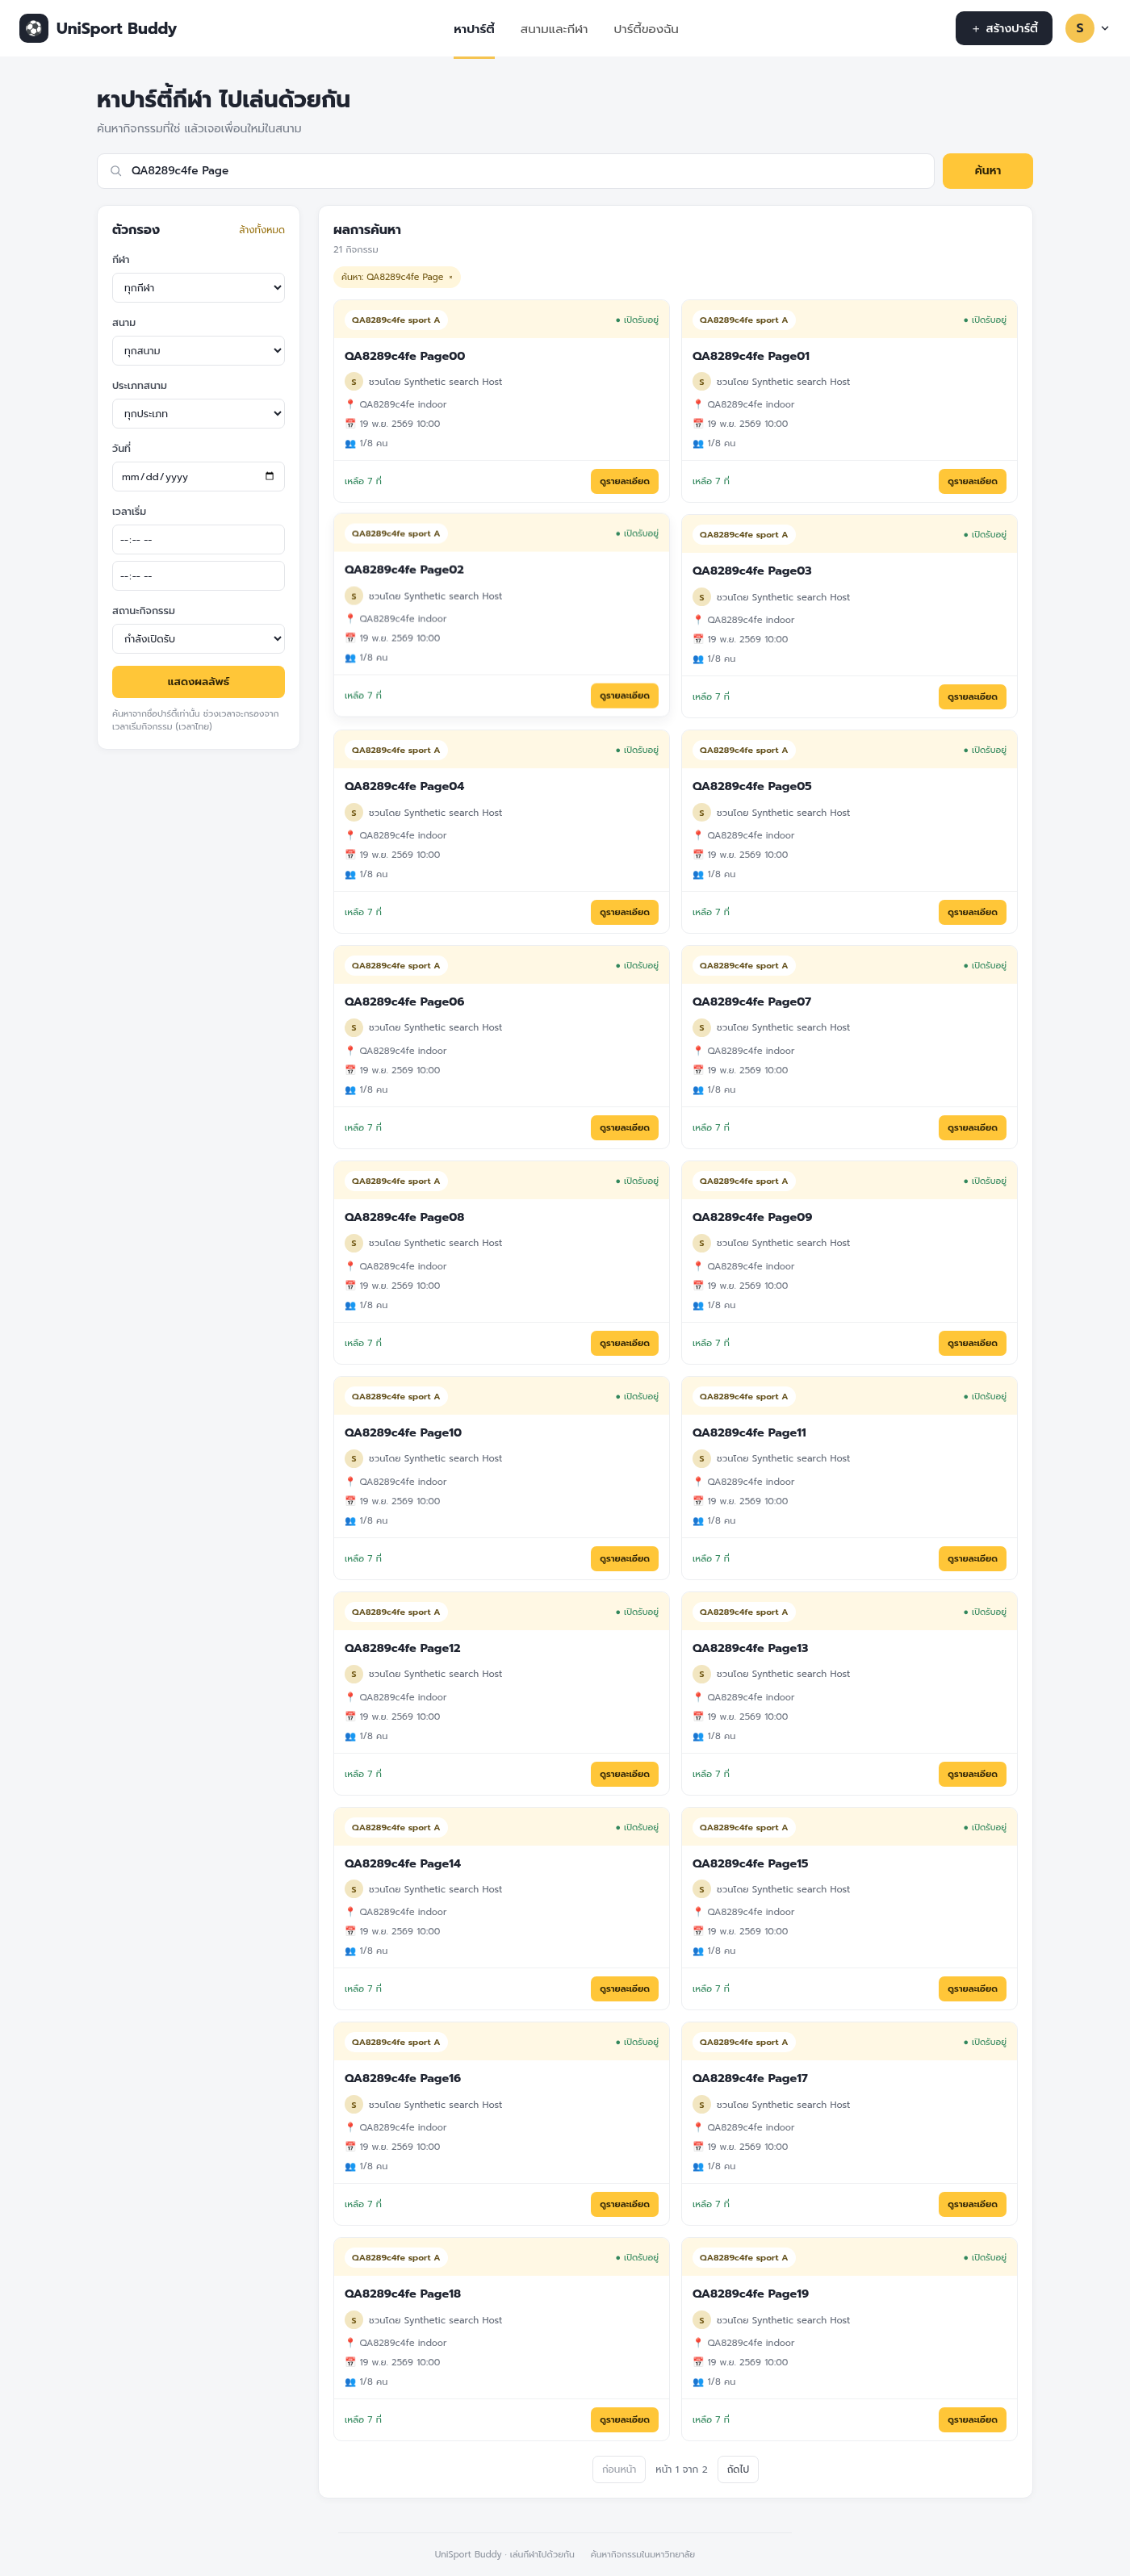 UniSport Buddy
หาปาร์ตี้
สนามและกีฬา
ปาร์ตี้ของฉัน
+ สร้างปาร์ตี้
S
หาปาร์ตี้กีฬา ไปเล่นด้วยกัน
ค้นหากิจกรรมที่ใช่ แล้วเจอเพื่อนใหม่ในสนาม
QA8289c4fe Page
ค้นหา
ตัวกรอง
ล้างทั้งหมด
กีฬา
ทุกกีฬา
สนาม
ทุกสนาม
ประเภทสนาม
ทุกประเภท
วันที่
mm/dd/yyyy
เวลาเริ่ม
--:-- --
--:-- --
สถานะกิจกรรม
กำลังเปิดรับ
แสดงผลลัพธ์
ค้นหาจากชื่อปาร์ตี้เท่านั้น ช่วงเวลาจะกรองจาก
เวลาเริ่มกิจกรรม (เวลาไทย)
ผลการค้นหา
21 กิจกรรม
ค้นหา: QA8289c4fe Page ×
QA8289c4fe sport A
● เปิดรับอยู่
QA8289c4fe Page00
S ชวนโดย Synthetic search Host
📍 QA8289c4fe indoor
📅 19 พ.ย. 2569 10:00
👥 1/8 คน
เหลือ 7 ที่
ดูรายละเอียด
QA8289c4fe sport A
● เปิดรับอยู่
QA8289c4fe Page01
S ชวนโดย Synthetic search Host
📍 QA8289c4fe indoor
📅 19 พ.ย. 2569 10:00
👥 1/8 คน
เหลือ 7 ที่
ดูรายละเอียด
QA8289c4fe sport A
● เปิดรับอยู่
QA8289c4fe Page02
S ชวนโดย Synthetic search Host
📍 QA8289c4fe indoor
📅 19 พ.ย. 2569 10:00
👥 1/8 คน
เหลือ 7 ที่
ดูรายละเอียด
QA8289c4fe sport A
● เปิดรับอยู่
QA8289c4fe Page03
S ชวนโดย Synthetic search Host
📍 QA8289c4fe indoor
📅 19 พ.ย. 2569 10:00
👥 1/8 คน
เหลือ 7 ที่
ดูรายละเอียด
QA8289c4fe sport A
● เปิดรับอยู่
QA8289c4fe Page04
S ชวนโดย Synthetic search Host
📍 QA8289c4fe indoor
📅 19 พ.ย. 2569 10:00
👥 1/8 คน
เหลือ 7 ที่
ดูรายละเอียด
QA8289c4fe sport A
● เปิดรับอยู่
QA8289c4fe Page05
S ชวนโดย Synthetic search Host
📍 QA8289c4fe indoor
📅 19 พ.ย. 2569 10:00
👥 1/8 คน
เหลือ 7 ที่
ดูรายละเอียด
QA8289c4fe sport A
● เปิดรับอยู่
QA8289c4fe Page06
S ชวนโดย Synthetic search Host
📍 QA8289c4fe indoor
📅 19 พ.ย. 2569 10:00
👥 1/8 คน
เหลือ 7 ที่
ดูรายละเอียด
QA8289c4fe sport A
● เปิดรับอยู่
QA8289c4fe Page07
S ชวนโดย Synthetic search Host
📍 QA8289c4fe indoor
📅 19 พ.ย. 2569 10:00
👥 1/8 คน
เหลือ 7 ที่
ดูรายละเอียด
QA8289c4fe sport A
● เปิดรับอยู่
QA8289c4fe Page08
S ชวนโดย Synthetic search Host
📍 QA8289c4fe indoor
📅 19 พ.ย. 2569 10:00
👥 1/8 คน
เหลือ 7 ที่
ดูรายละเอียด
QA8289c4fe sport A
● เปิดรับอยู่
QA8289c4fe Page09
S ชวนโดย Synthetic search Host
📍 QA8289c4fe indoor
📅 19 พ.ย. 2569 10:00
👥 1/8 คน
เหลือ 7 ที่
ดูรายละเอียด
QA8289c4fe sport A
● เปิดรับอยู่
QA8289c4fe Page10
S ชวนโดย Synthetic search Host
📍 QA8289c4fe indoor
📅 19 พ.ย. 2569 10:00
👥 1/8 คน
เหลือ 7 ที่
ดูรายละเอียด
QA8289c4fe sport A
● เปิดรับอยู่
QA8289c4fe Page11
S ชวนโดย Synthetic search Host
📍 QA8289c4fe indoor
📅 19 พ.ย. 2569 10:00
👥 1/8 คน
เหลือ 7 ที่
ดูรายละเอียด
QA8289c4fe sport A
● เปิดรับอยู่
QA8289c4fe Page12
S ชวนโดย Synthetic search Host
📍 QA8289c4fe indoor
📅 19 พ.ย. 2569 10:00
👥 1/8 คน
เหลือ 7 ที่
ดูรายละเอียด
QA8289c4fe sport A
● เปิดรับอยู่
QA8289c4fe Page13
S ชวนโดย Synthetic search Host
📍 QA8289c4fe indoor
📅 19 พ.ย. 2569 10:00
👥 1/8 คน
เหลือ 7 ที่
ดูรายละเอียด
QA8289c4fe sport A
● เปิดรับอยู่
QA8289c4fe Page14
S ชวนโดย Synthetic search Host
📍 QA8289c4fe indoor
📅 19 พ.ย. 2569 10:00
👥 1/8 คน
เหลือ 7 ที่
ดูรายละเอียด
QA8289c4fe sport A
● เปิดรับอยู่
QA8289c4fe Page15
S ชวนโดย Synthetic search Host
📍 QA8289c4fe indoor
📅 19 พ.ย. 2569 10:00
👥 1/8 คน
เหลือ 7 ที่
ดูรายละเอียด
QA8289c4fe sport A
● เปิดรับอยู่
QA8289c4fe Page16
S ชวนโดย Synthetic search Host
📍 QA8289c4fe indoor
📅 19 พ.ย. 2569 10:00
👥 1/8 คน
เหลือ 7 ที่
ดูรายละเอียด
QA8289c4fe sport A
● เปิดรับอยู่
QA8289c4fe Page17
S ชวนโดย Synthetic search Host
📍 QA8289c4fe indoor
📅 19 พ.ย. 2569 10:00
👥 1/8 คน
เหลือ 7 ที่
ดูรายละเอียด
QA8289c4fe sport A
● เปิดรับอยู่
QA8289c4fe Page18
S ชวนโดย Synthetic search Host
📍 QA8289c4fe indoor
📅 19 พ.ย. 2569 10:00
👥 1/8 คน
เหลือ 7 ที่
ดูรายละเอียด
QA8289c4fe sport A
● เปิดรับอยู่
QA8289c4fe Page19
S ชวนโดย Synthetic search Host
📍 QA8289c4fe indoor
📅 19 พ.ย. 2569 10:00
👥 1/8 คน
เหลือ 7 ที่
ดูรายละเอียด
ก่อนหน้า
หน้า 1 จาก 2
ถัดไป
UniSport Buddy · เล่นกีฬาไปด้วยกัน
ค้นหากิจกรรมในมหาวิทยาลัย